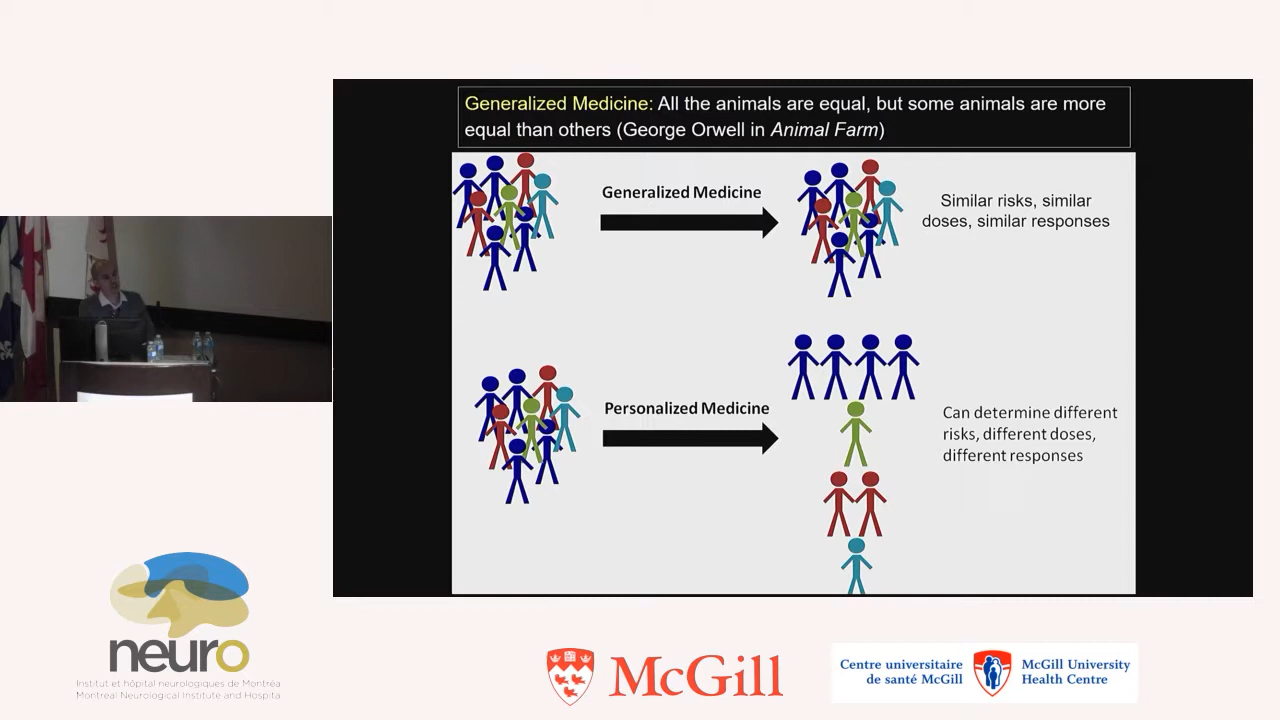 Generalized Medicine: All the animals are equal, but some animals are more
equal than others (George Orwell in Animal Farm)
Generalized Medicine
Similar risks, similar
doses, similar responses
Personalized Medicine
Can determine different
risks, different doses,
different responses
neuro
Institut et hôpital neurologiques de Montréa
Montreal Neurological Institute and Hospita
McGill
Centre universitaire
de santé McGill
McGill University
Health Centre